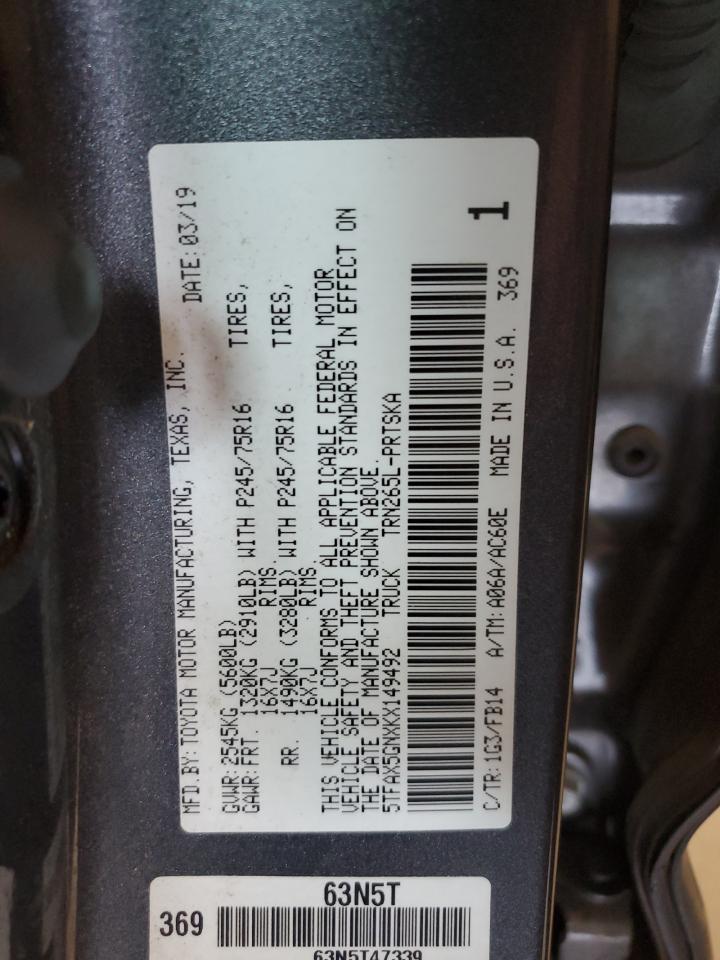 MFD. BY: TOYOTA MOTOR MANUFACTURING, TEXAS, INC. DATE: 03/19
GVWR: 2545KG (5600LB)
GAWR: FRT. 1320KG (2910LB) WITH P245/75R16 TIRES,
16X7J RIMS.
RR. 1490KG (3280LB) WITH P245/75R16 TIRES,
16X7J RIMS.
THIS VEHICLE CONFORMS TO ALL APPLICABLE FEDERAL MOTOR
VEHICLE SAFETY AND THEFT PREVENTION STANDARDS IN EFFECT ON
THE DATE OF MANUFACTURE SHOWN ABOVE.
5TFAX5GNXKX149492 TRUCK TRN265L-PRTSKA
1
C/TR: 1G3/FB14 A/TM: A06A/AC60E MADE IN U.S.A. 369
63N5T
369
63N5T47339